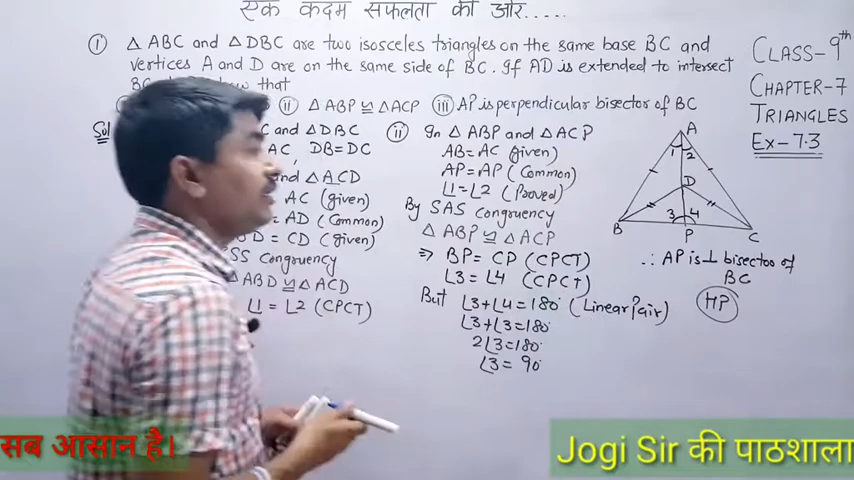 एक कदम सफलता की ओर.....
(i) △ ABC and △ DBC are two isosceles triangles on the same base BC and
vertices A and D are on the same side of BC. If AD is extended to intersect
that
(ii) △ ABP ≅ △ACP (iii) AP is perpendicular bisector of BC
CLASS-9th
CHAPTER-7
TRIANGLES
Ex-7.3
Sol
and △DBC
DB=DC
and △ ACD
AC (given)
= AD (Common)
= CD (given)
SS congruency
ABD ≅ △ ACD
∠1 = ∠2 (CPCT)
(ii) In △ ABP and △ ACP
AB= AC (given)
AP= AP (Common)
∠1=∠2 (Proved)
By SAS congruency
△ ABP ≅ △ ACP
⇒ BP= CP (CPCT)
∠3= ∠4 (CPCT)
But ∠3+∠4=180° (Linear Pair)
∠3+∠3=180°
2∠3=180°
∠3= 90°
A
1 2
D
3 4
B P C
∴ AP is ⊥ bisectoo of
BC
HP
सब आसान है।
Jogi Sir की पाठशाला